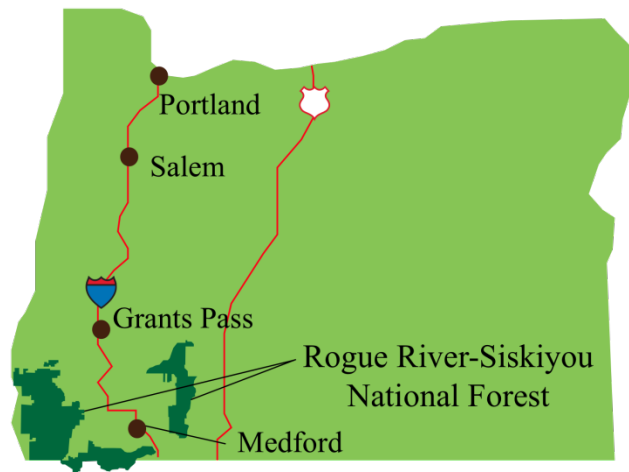 Portland
Salem
Grants Pass
Rogue River-Siskiyou
National Forest
Medford